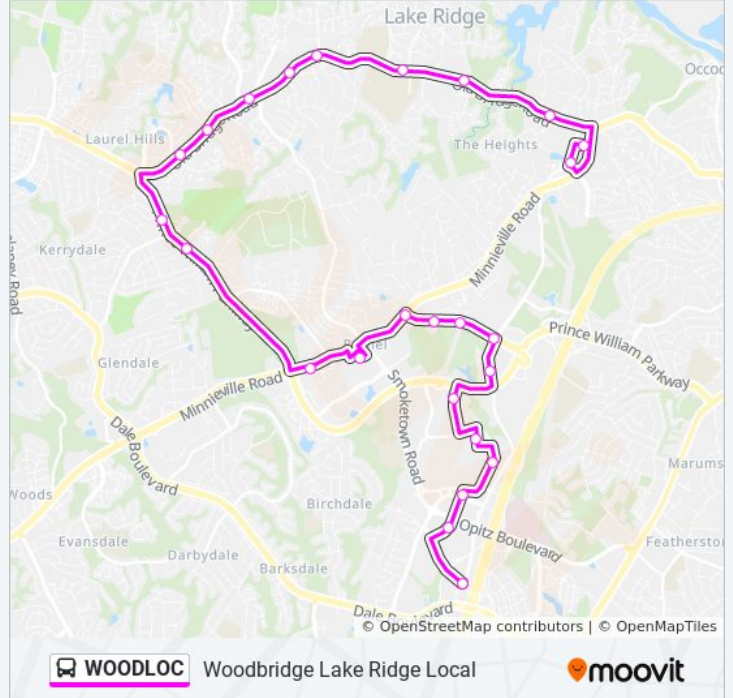 Lake Ridge
Occoq
Laurel Hills
The Heights
Minnieville Road
Kerrydale
Road
Prince William Parkway
Glendale
Minnieville Road
Smoketown Road
Dale Boulevard
Marums
Woods
Birchdale
Opitz Boulevard
Evansdale
Featherston
Darbydale
Barksdale
Dale Boulevard
© OpenStreetMap contributors | © OpenMapTiles
WOODLOC Woodbridge Lake Ridge Local moovit